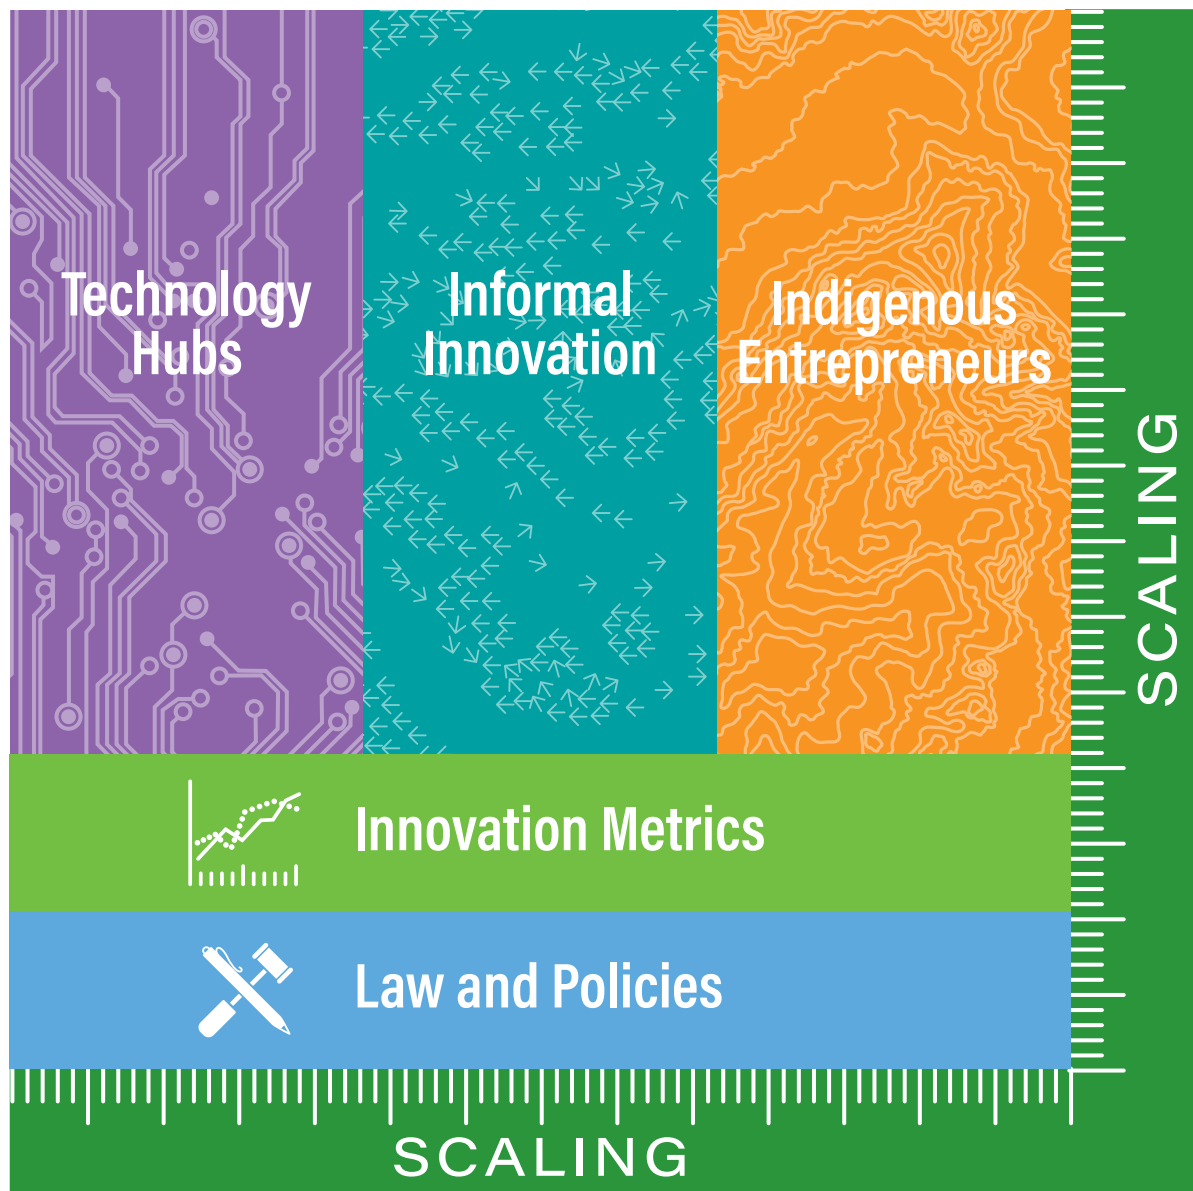 Technology
Hubs
Informal
Innovation
Indigenous
Entrepreneurs
SCALING
Innovation Metrics
Law and Policies
SCALING